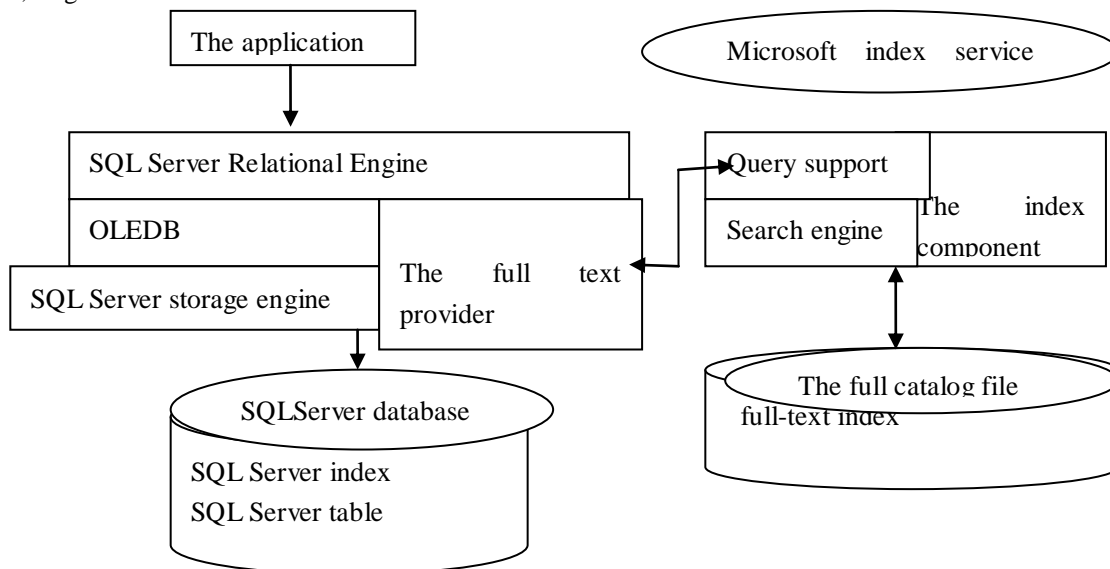 The application
Microsoft index service
SQL Server Relational Engine
OLEDB
The full text
provider
SQL Server storage engine
Query support
Search engine
The index
component
SQLServer database
SQL Server index
SQL Server table
The full catalog file
full-text index